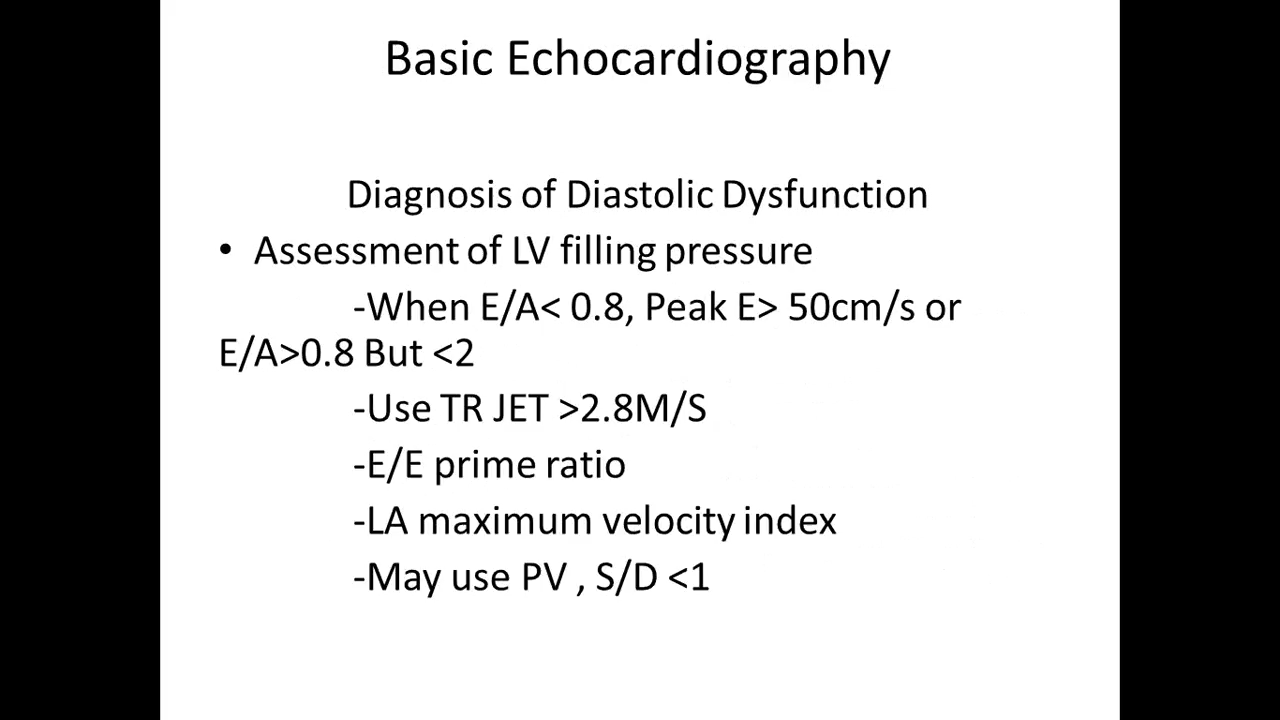 Basic Echocardiography
Diagnosis of Diastolic Dysfunction
• Assessment of LV filling pressure
-When E/A< 0.8, Peak E> 50cm/s or
E/A>0.8 But <2
-Use TR JET >2.8M/S
-E/E prime ratio
-LA maximum velocity index
-May use PV , S/D <1